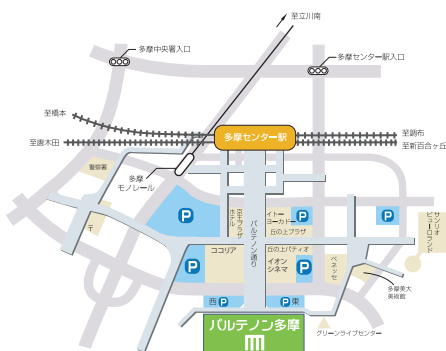 至立川南
多摩中央署入口
多摩センター駅入口
至橋本
多摩センター駅
至調布
至唐木田
至新百合ヶ丘
警察署
多摩
モノレール
〒
P
京王プラザ
ホテル
パルテノン通り
イトー
ヨーカドー
P
丘の上プラザ
P
サンリオ
ピューロランド
ココリア
丘の上パティオ
P
イオン
シネマ
P
ベネッセ
多摩美大
美術館
西 P
P 東
パルテノン多摩
グリーンライブセンター